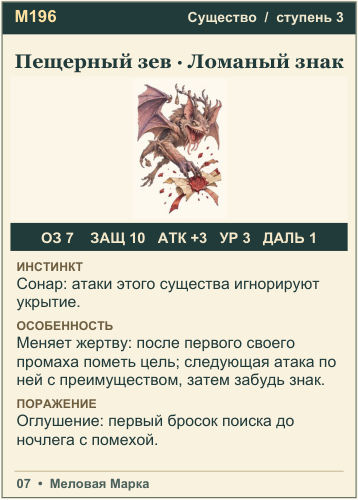 M196
Существо / ступень 3
Пещерный зев · Ломаный знак
ОЗ 7 ЗАЩ 10 АТК +3 УР 3 ДАЛЬ 1
ИНСТИНКТ
Сонар: атаки этого существа игнорируют
укрытие.
ОСОБЕННОСТЬ
Меняет жертву: после первого своего
промаха пометь цель; следующая атака по
ней с преимуществом, затем забудь знак.
ПОРАЖЕНИЕ
Оглушение: первый бросок поиска до
ночлега с помехой.
07 • Меловая Марка